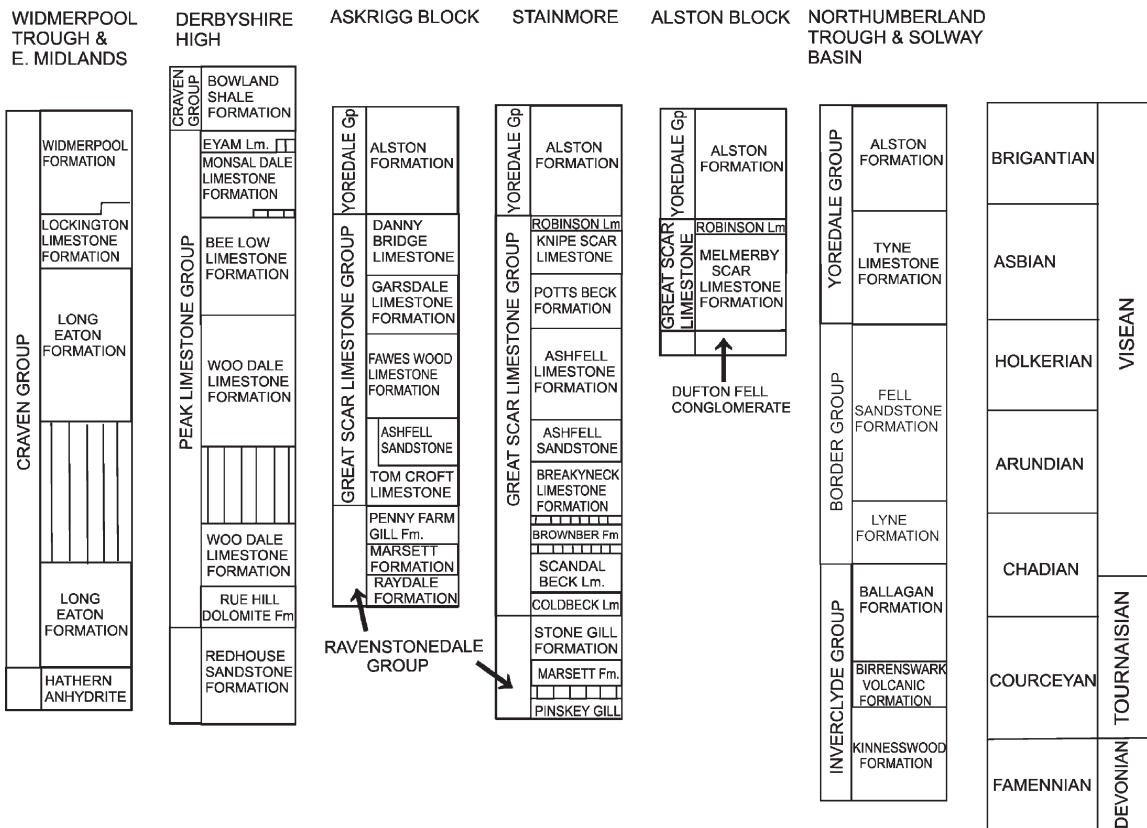 WIDMERPOOL
TROUGH &
E. MIDLANDS
CRAVEN GROUP
WIDMERPOOL
FORMATION
LOCKINGTON
LIMESTONE
FORMATION
LONG
EATON
FORMATION
LONG
EATON
FORMATION
HATHERN
ANHYDRITE
DERBYSHIRE
HIGH
CRAVEN
GROUP
PEAK LIMESTONE GROUP
BOWLAND
SHALE
FORMATION
EYAM Lm.
MONSAL DALE
LIMESTONE
FORMATION
BEE LOW
LIMESTONE
FORMATION
WOO DALE
LIMESTONE
FORMATION
WOO DALE
LIMESTONE
FORMATION
RUE HILL
DOLOMITE Fm
REDHOUSE
SANDSTONE
FORMATION
ASKRIGG BLOCK
YOREDALE Gp
GREAT SCAR LIMESTONE GROUP
ALSTON
FORMATION
DANNY
BRIDGE
LIMESTONE
GARSDALE
LIMESTONE
FORMATION
FAWES WOOD
LIMESTONE
FORMATION
ASHFELL
SANDSTONE
TOM CROFT
LIMESTONE
PENNY FARM
GILL Fm.
MARSETT
FORMATION
RAYDALE
FORMATION
RAVENSTONEDALE
GROUP
STAINMORE
YOREDALE Gp
GREAT SCAR LIMESTONE GROUP
ALSTON
FORMATION
ROBINSON Lm
KNIPE SCAR
LIMESTONE
POTTS BECK
FORMATION
ASHFELL
LIMESTONE
FORMATION
ASHFELL
SANDSTONE
BREAKYNECK
LIMESTONE
FORMATION
BROWNBER Fm
SCANDAL
BECK Lm.
COLDBECK Lm
STONE GILL
FORMATION
MARSETT Fm.
PINSKEY GILL
ALSTON BLOCK
YOREDALE Gp
GREAT SCAR
LIMESTONE
ALSTON
FORMATION
ROBINSON Lm
MELMERBY
SCAR
LIMESTONE
FORMATION
DUFTON FELL
CONGLOMERATE
NORTHUMBERLAND
TROUGH & SOLWAY
BASIN
YOREDALE GROUP
BORDER GROUP
INVERCLYDE GROUP
ALSTON
FORMATION
TYNE
LIMESTONE
FORMATION
FELL
SANDSTONE
FORMATION
LYNE
FORMATION
BALLAGAN
FORMATION
BIRRENSWARK
VOLCANIC
FORMATION
KINNESSWOOD
FORMATION
BRIGANTIAN
ASBIAN
HOLKERIAN
ARUNDIAN
CHADIAN
COURCEYAN
FAMENNIAN
VISEAN
TOURNAISIAN
DEVONIAN